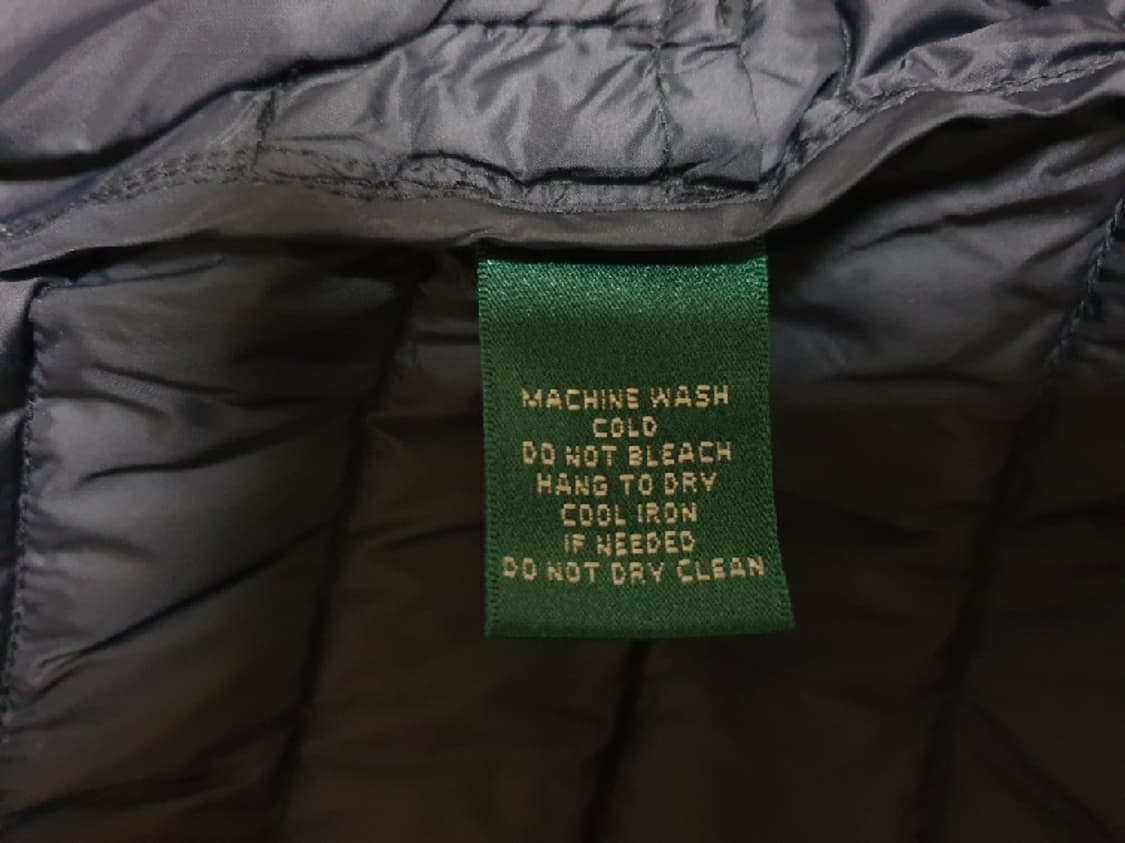 MACHINE WASH
COLD
DO NOT BLEACH
HANG TO DRY
COOL IRON
IF NEEDED
DO NOT DRY CLEAN